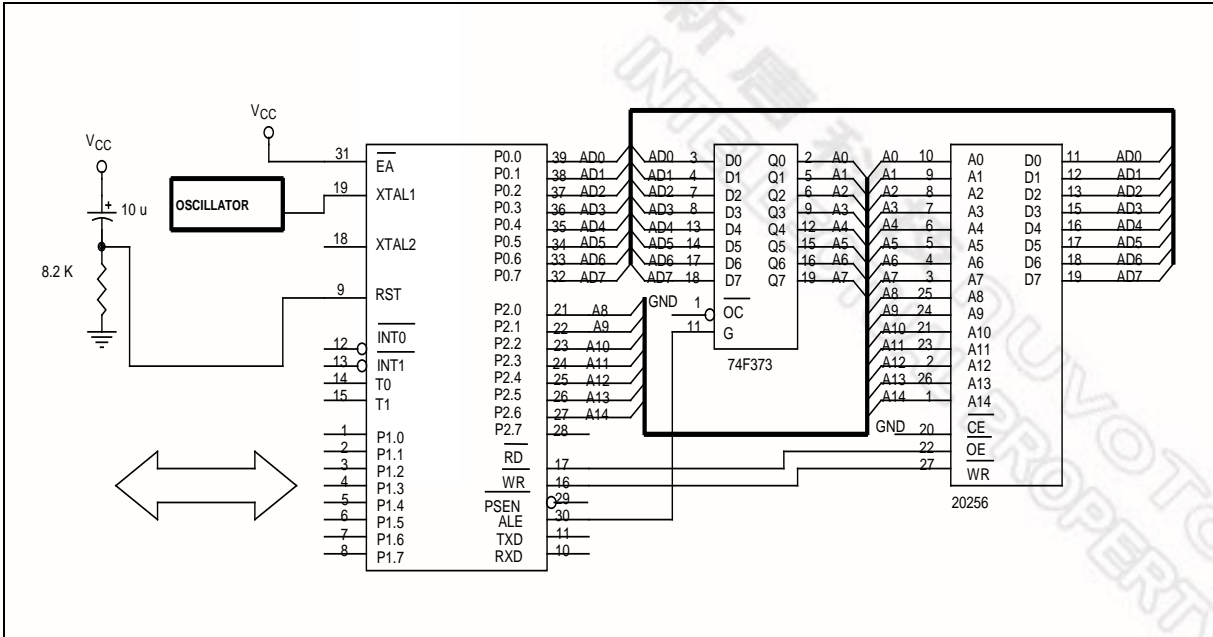 VCC
VCC
10 u
8.2 K
OSCILLATOR
31 EA
19 XTAL1
18 XTAL2
9 RST
12 INT0
13 INT1
14 T0
15 T1
1 P1.0
2 P1.1
3 P1.2
4 P1.3
5 P1.4
6 P1.5
7 P1.6
8 P1.7
P0.0 39 AD0
P0.1 38 AD1
P0.2 37 AD2
P0.3 36 AD3
P0.4 35 AD4
P0.5 34 AD5
P0.6 33 AD6
P0.7 32 AD7
P2.0 21 A8
P2.1 22 A9
P2.2 23 A10
P2.3 24 A11
P2.4 25 A12
P2.5 26 A13
P2.6 27 A14
P2.7 28
RD 17
WR 16
PSEN 29
ALE 30
TXD 11
RXD 10
AD0 3 D0 Q0 2 A0
AD1 4 D1 Q1 5 A1
AD2 7 D2 Q2 6 A2
AD3 8 D3 Q3 9 A3
AD4 13 D4 Q4 12 A4
AD5 14 D5 Q5 15 A5
AD6 17 D6 Q6 16 A6
AD7 18 D7 Q7 19 A7
GND 1 OC
11 G
74F373
A0 10 A0 D0 11 AD0
A1 9 A1 D1 12 AD1
A2 8 A2 D2 13 AD2
A3 7 A3 D3 15 AD3
A4 6 A4 D4 16 AD4
A5 5 A5 D5 17 AD5
A6 4 A6 D6 18 AD6
A7 3 A7 D7 19 AD7
A8 25 A8
A9 24 A9
A10 21 A10
A11 23 A11
A12 2 A12
A13 26 A13
A14 1 A14
GND 20 CE
22 OE
27 WR
20256
新唐科技 NUVOTO
INTELLECTUAL PROPERTY